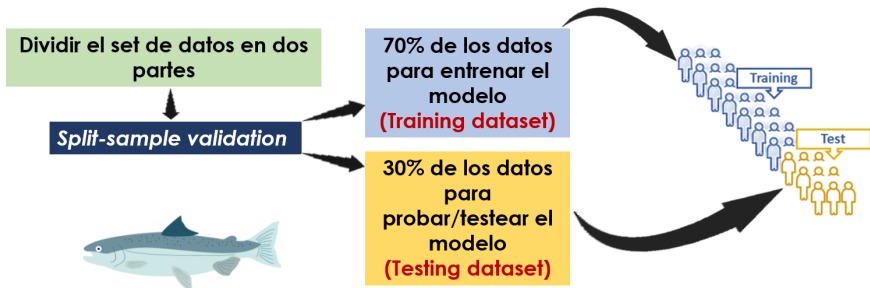 Dividir el set de datos en dos
partes
Split-sample validation
70% de los datos
para entrenar el
modelo
(Training dataset)
30% de los datos
para
probar/testear el
modelo
(Testing dataset)
Training
Test